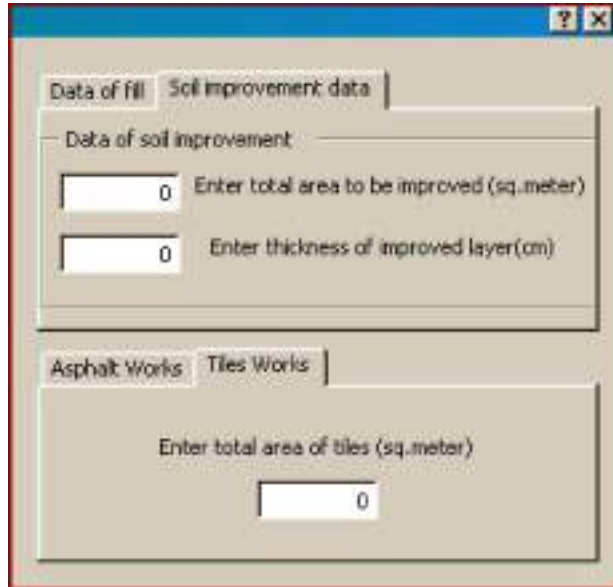 Data of fill Soil improvement data
Data of soil improvement
0 Enter total area to be improved (sq.meter)
0 Enter thickness of improved layer(cm)
Asphalt Works Tiles Works
Enter total area of tiles (sq.meter)
0